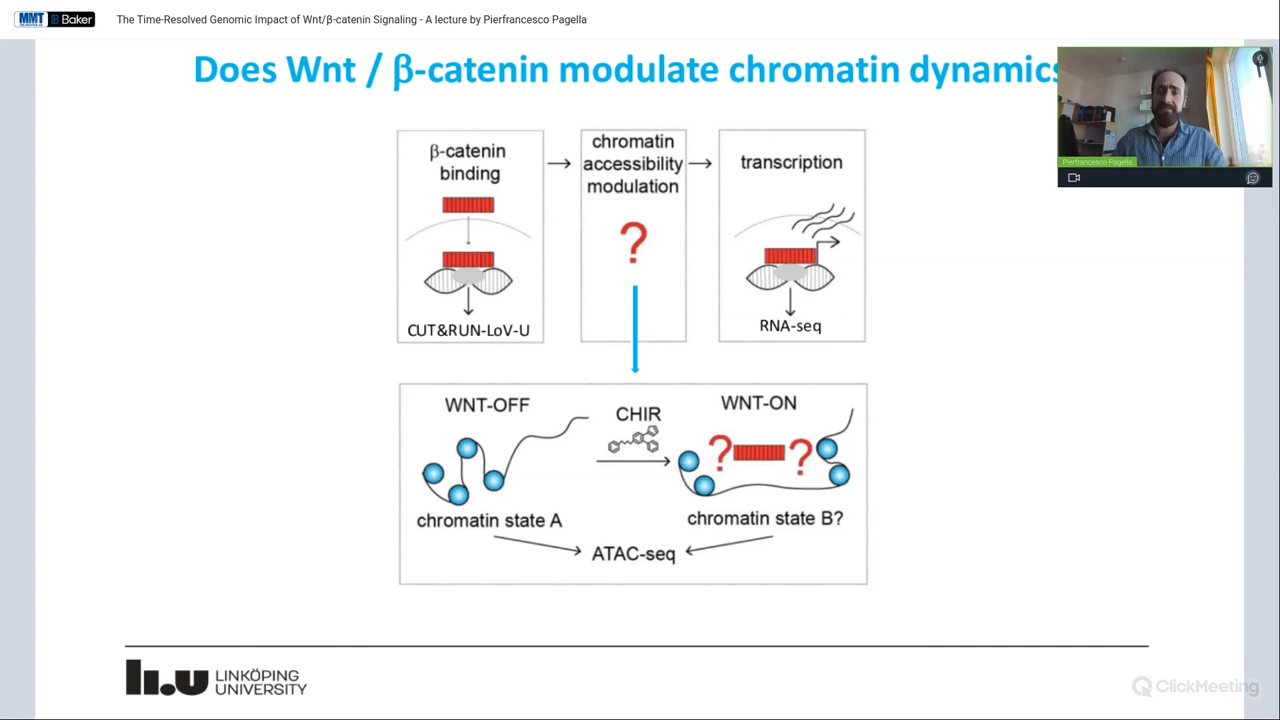 MMT Baker The Time-Resolved Genomic Impact of Wnt/β-catenin Signaling - A lecture by Pierfrancesco Pagella
Does Wnt / β-catenin modulate chromatin dynamics
Pierfrancesco Pagella
β-catenin
binding
CUT&RUN-LoV-U
chromatin
accessibility
modulation
?
transcription
RNA-seq
WNT-OFF
CHIR
WNT-ON
? ?
chromatin state A
chromatin state B?
ATAC-seq
li.u LINKÖPING
UNIVERSITY
ClickMeeting